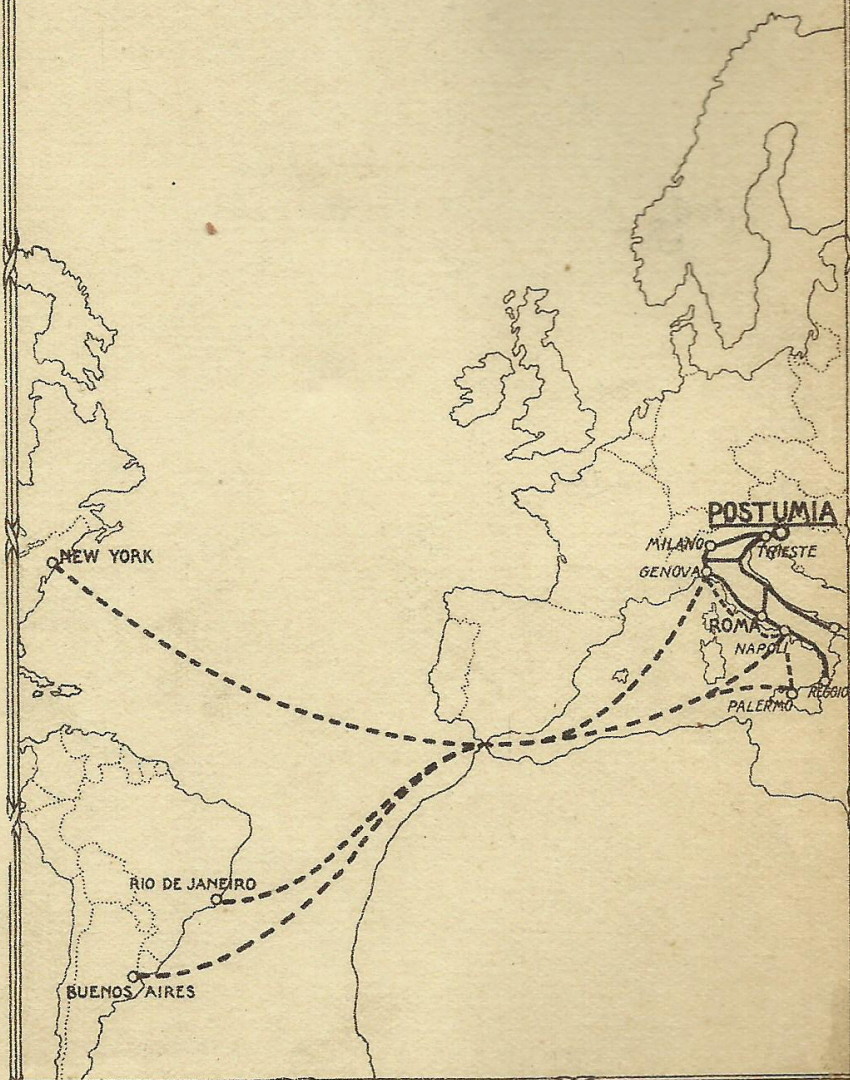 POSTUMIA
MILANO
TRIESTE
NEW YORK
GENOVA
ROMA
NAPOLI
REGGIO
PALERMO
RIO DE JANEIRO
BUENOS AIRES